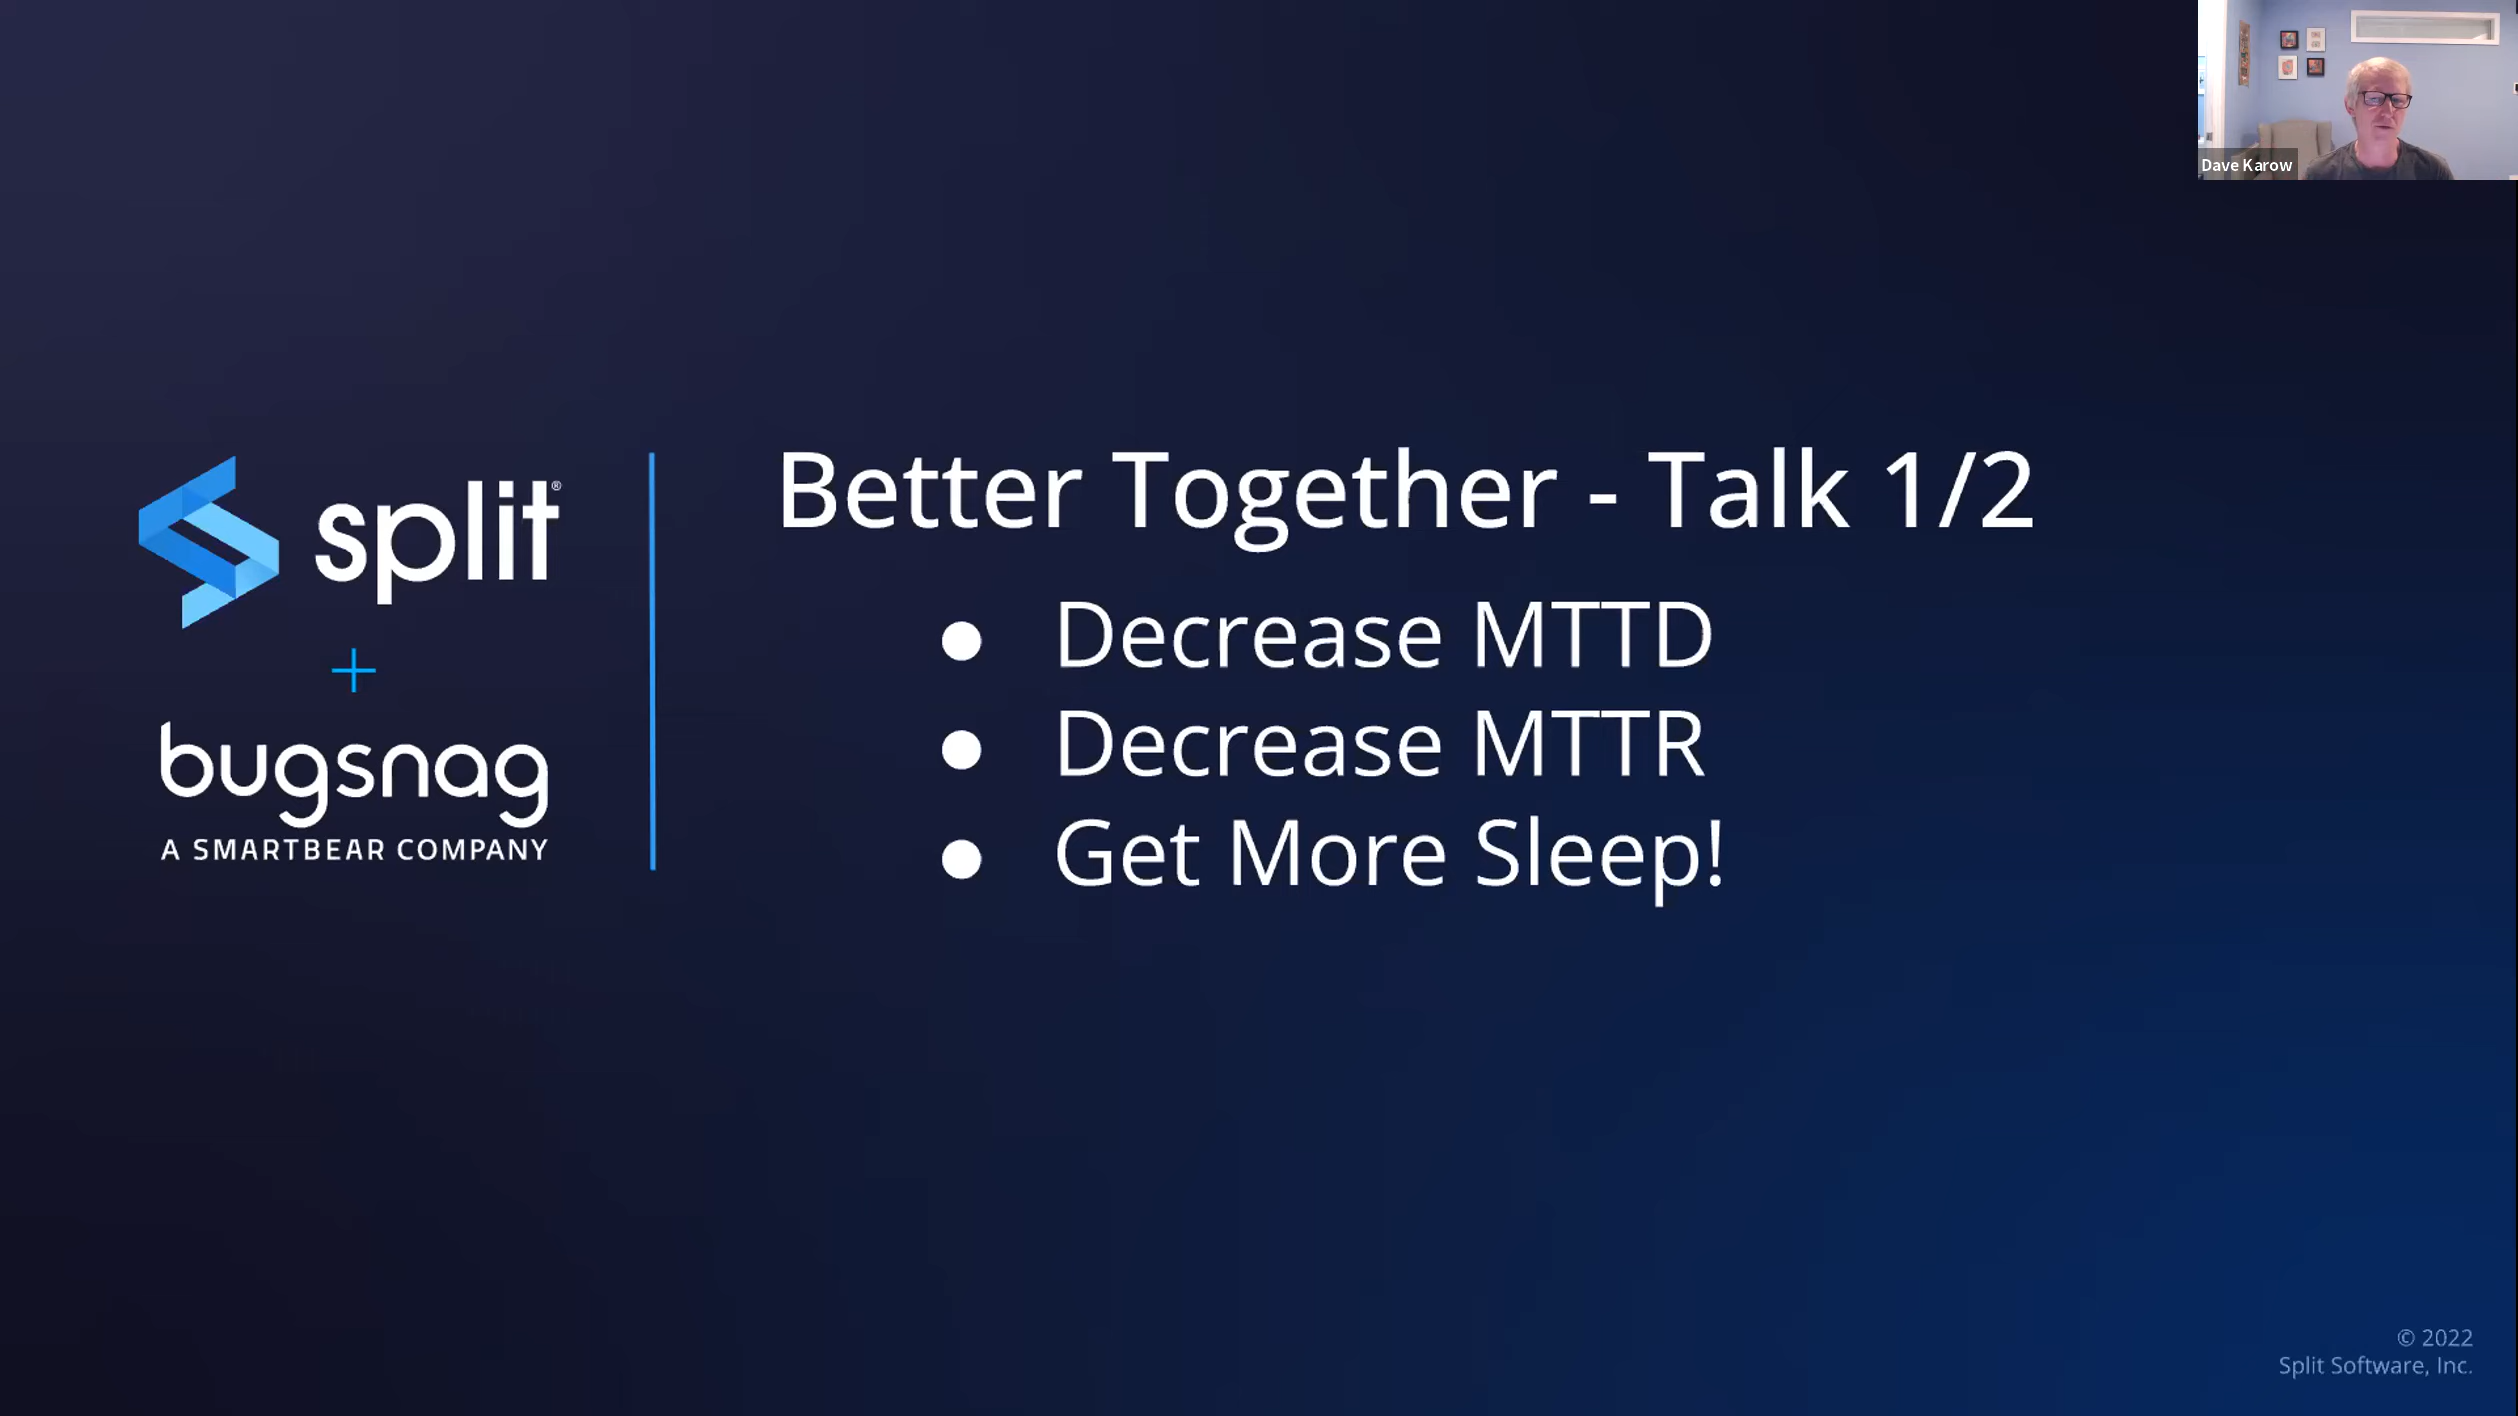 Dave Karow
split®
+
bugsnag
A SMARTBEAR COMPANY
Better Together - Talk 1/2
● Decrease MTTD
● Decrease MTTR
● Get More Sleep!
© 2022
Split Software, Inc.